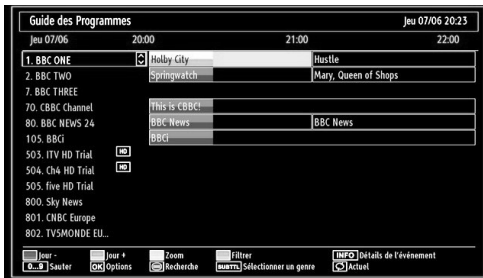 Guide des Programmes Jeu 07/06 20:23
Jeu 07/06 20:00 21:00 22:00
1. BBC ONE Holby City Hustle
2. BBC TWO Springwatch Mary, Queen of Shops
7. BBC THREE
70. CBBC Channel This is CBBC!
80. BBC NEWS 24 BBC News BBC News
105. BBCi BBCi
503. ITV HD Trial HD
504. Ch4 HD Trial HD
505. five HD Trial
800. Sky News
801. CNBC Europe
802. TV5MONDE EU...
Jour - Jour + Zoom Filtrer INFO Détails de l'événement
0...9 Sauter OK Options Recherche SUBTTL Sélectionner un genre Actuel